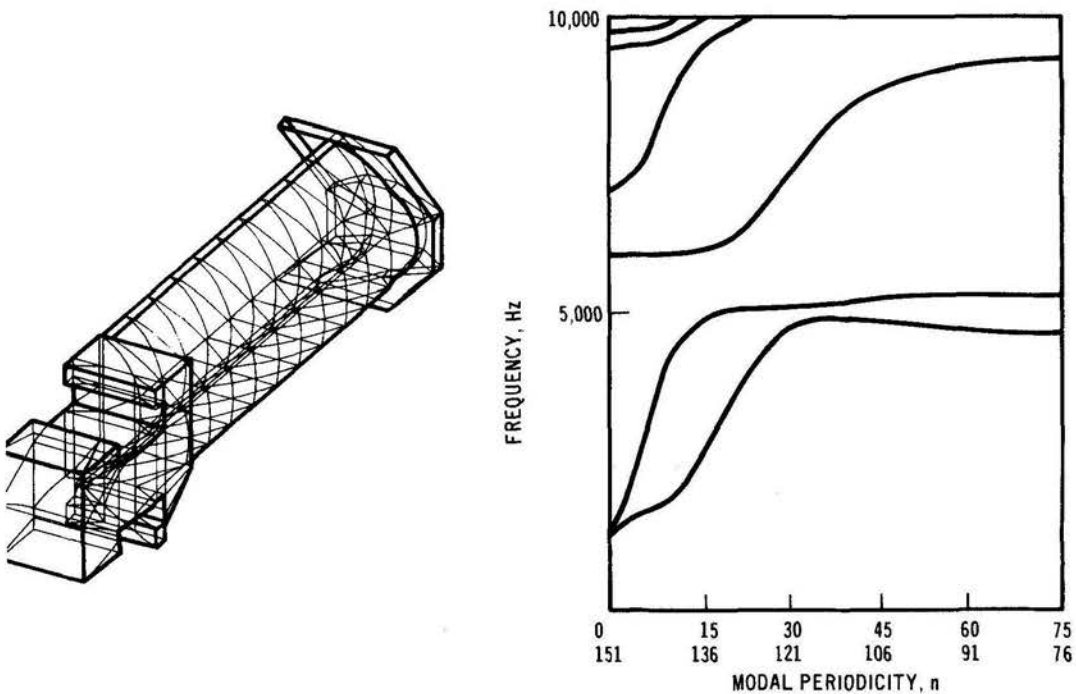 10,000
5,000
FREQUENCY, Hz
0 15 30 45 60 75
151 136 121 106 91 76
MODAL PERIODICITY, n